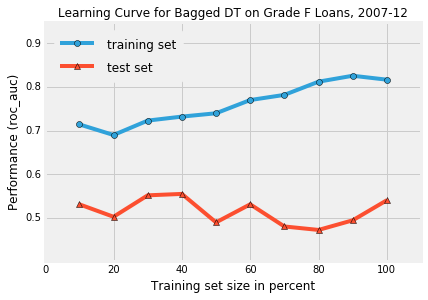 Learning Curve for Bagged DT on Grade F Loans, 2007-12
training set
test set
Performance (roc_auc)
0.9
0.8
0.7
0.6
0.5
0 20 40 60 80 100
Training set size in percent